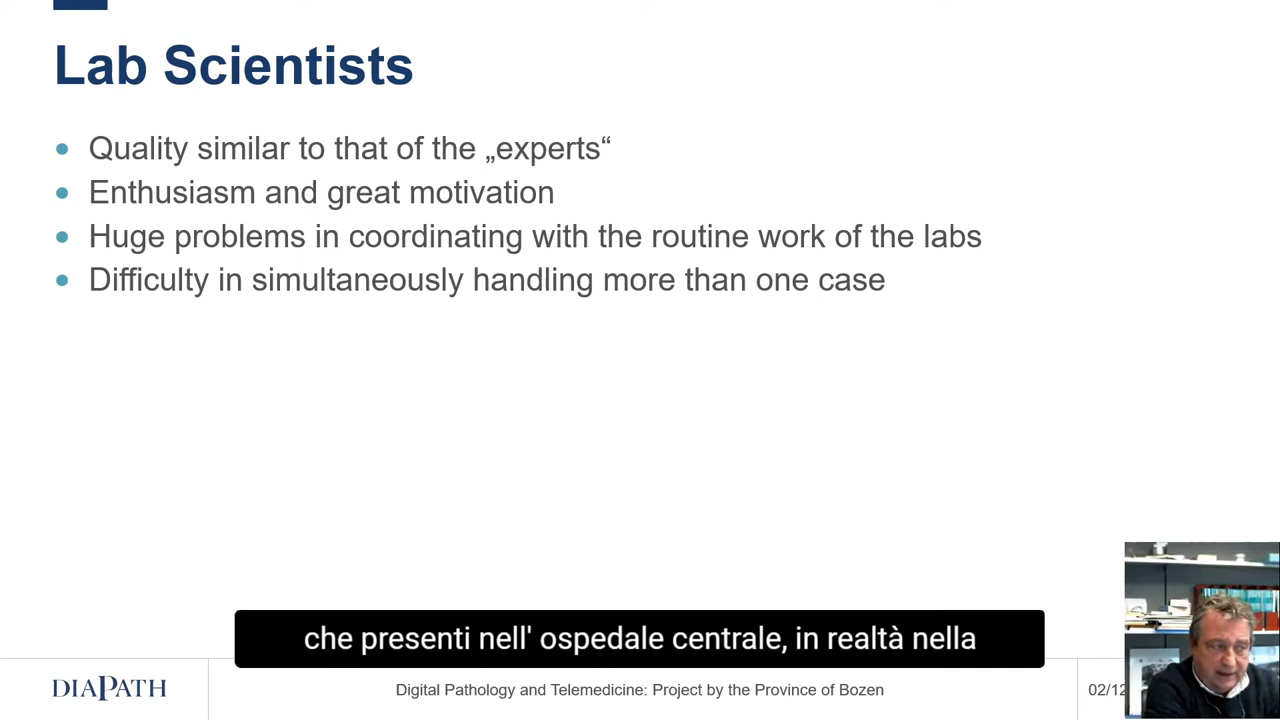 Lab Scientists
• Quality similar to that of the „experts“
• Enthusiasm and great motivation
• Huge problems in coordinating with the routine work of the labs
• Difficulty in simultaneously handling more than one case
che presenti nell' ospedale centrale, in realtà nella
DIAPATH
Digital Pathology and Telemedicine: Project by the Province of Bozen
02/12